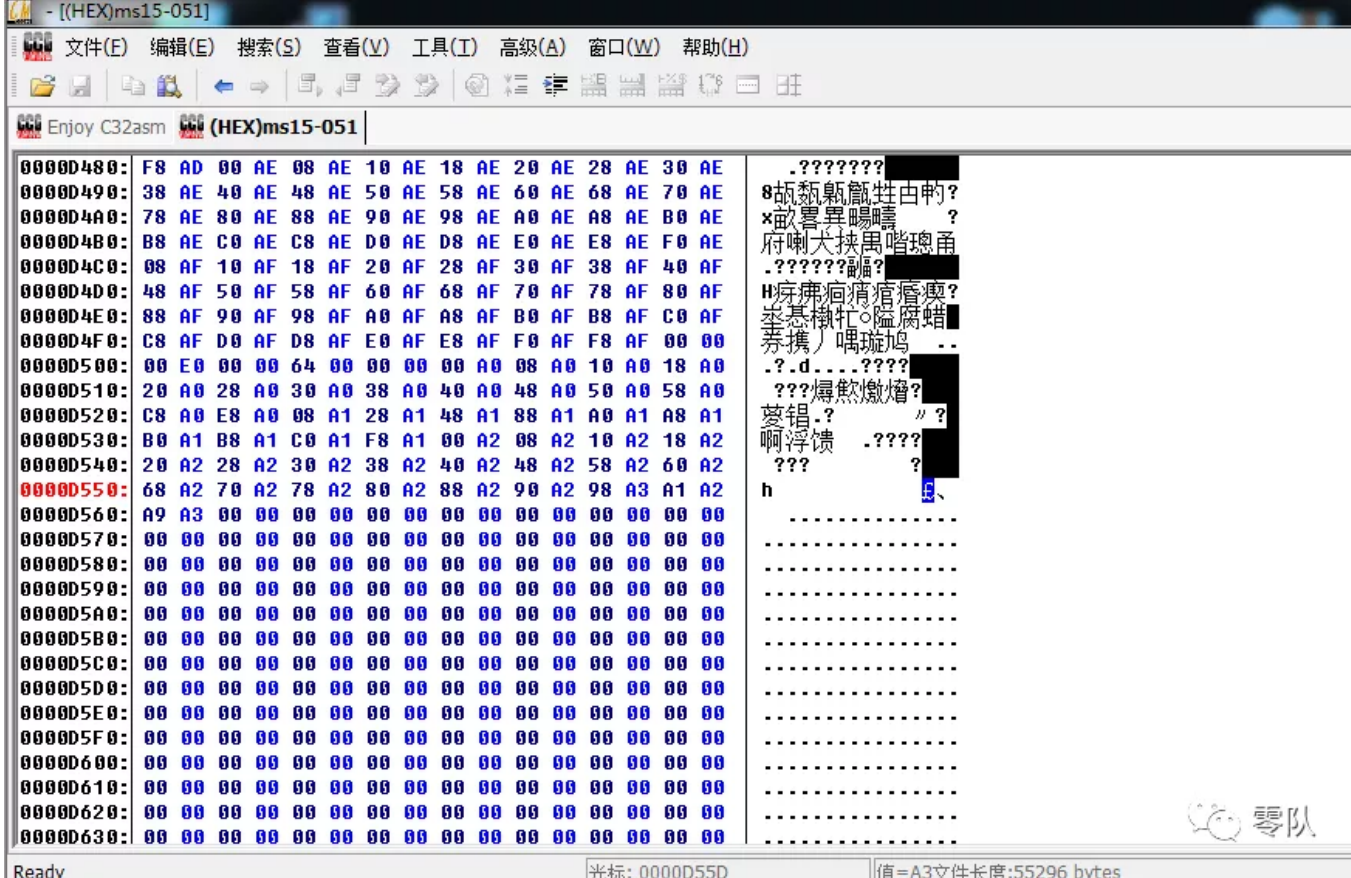 - [(HEX)ms15-051]
文件(F) 编辑(E) 搜索(S) 查看(V) 工具(T) 高级(A) 窗口(W) 帮助(H)
Enjoy C32asm (HEX)ms15-051
0000D480: F8 AD 00 AE 08 AE 10 AE 18 AE 20 AE 28 AE 30 AE .???????
0000D490: 38 AE 40 AE 48 AE 50 AE 58 AE 60 AE 68 AE 70 AE
0000D4A0: 78 AE 80 AE 88 AE 90 AE 98 AE A0 AE A8 AE B0 AE
0000D4B0: B8 AE C0 AE C8 AE D0 AE D8 AE E0 AE E8 AE F0 AE
0000D4C0: 08 AF 10 AF 18 AF 20 AF 28 AF 30 AF 38 AF 40 AF
0000D4D0: 48 AF 50 AF 58 AF 60 AF 68 AF 70 AF 78 AF 80 AF
0000D4E0: 88 AF 90 AF 98 AF A0 AF A8 AF B0 AF B8 AF C0 AF
0000D4F0: C8 AF D0 AF D8 AF E0 AF E8 AF F0 AF F8 AF 00 00
0000D500: 00 E0 00 00 64 00 00 00 00 A0 08 A0 10 A0 18 A0 .?.d....????
0000D510: 20 A0 28 A0 30 A0 38 A0 40 A0 48 A0 50 A0 58 A0
0000D520: C8 A0 E8 A0 08 A1 28 A1 48 A1 88 A1 A0 A1 A8 A1
0000D530: B0 A1 B8 A1 C0 A1 F8 A1 00 A2 08 A2 10 A2 18 A2 啊浮馈 .????
0000D540: 20 A2 28 A2 30 A2 38 A2 40 A2 48 A2 58 A2 60 A2 ??? ?
0000D550: 68 A2 70 A2 78 A2 80 A2 88 A2 90 A2 98 A3 A1 A2 h £、
0000D560: A9 A3 00 00 00 00 00 00 00 00 00 00 00 00 00 00 ..............
0000D570: 00 00 00 00 00 00 00 00 00 00 00 00 00 00 00 00 ................
0000D580: 00 00 00 00 00 00 00 00 00 00 00 00 00 00 00 00 ................
0000D590: 00 00 00 00 00 00 00 00 00 00 00 00 00 00 00 00 ................
0000D5A0: 00 00 00 00 00 00 00 00 00 00 00 00 00 00 00 00 ................
0000D5B0: 00 00 00 00 00 00 00 00 00 00 00 00 00 00 00 00 ................
0000D5C0: 00 00 00 00 00 00 00 00 00 00 00 00 00 00 00 00 ................
0000D5D0: 00 00 00 00 00 00 00 00 00 00 00 00 00 00 00 00 ................
0000D5E0: 00 00 00 00 00 00 00 00 00 00 00 00 00 00 00 00 ................
0000D5F0: 00 00 00 00 00 00 00 00 00 00 00 00 00 00 00 00 ................
0000D600: 00 00 00 00 00 00 00 00 00 00 00 00 00 00 00 00 ................
0000D610: 00 00 00 00 00 00 00 00 00 00 00 00 00 00 00 00 ................
0000D620: 00 00 00 00 00 00 00 00 00 00 00 00 00 00 00 00 ................
0000D630: 00 00 00 00 00 00 00 00 00 00 00 00 00 00 00 00 ................
零队
Ready 光标: 0000D55D 值=A3文件长度:55296 bytes